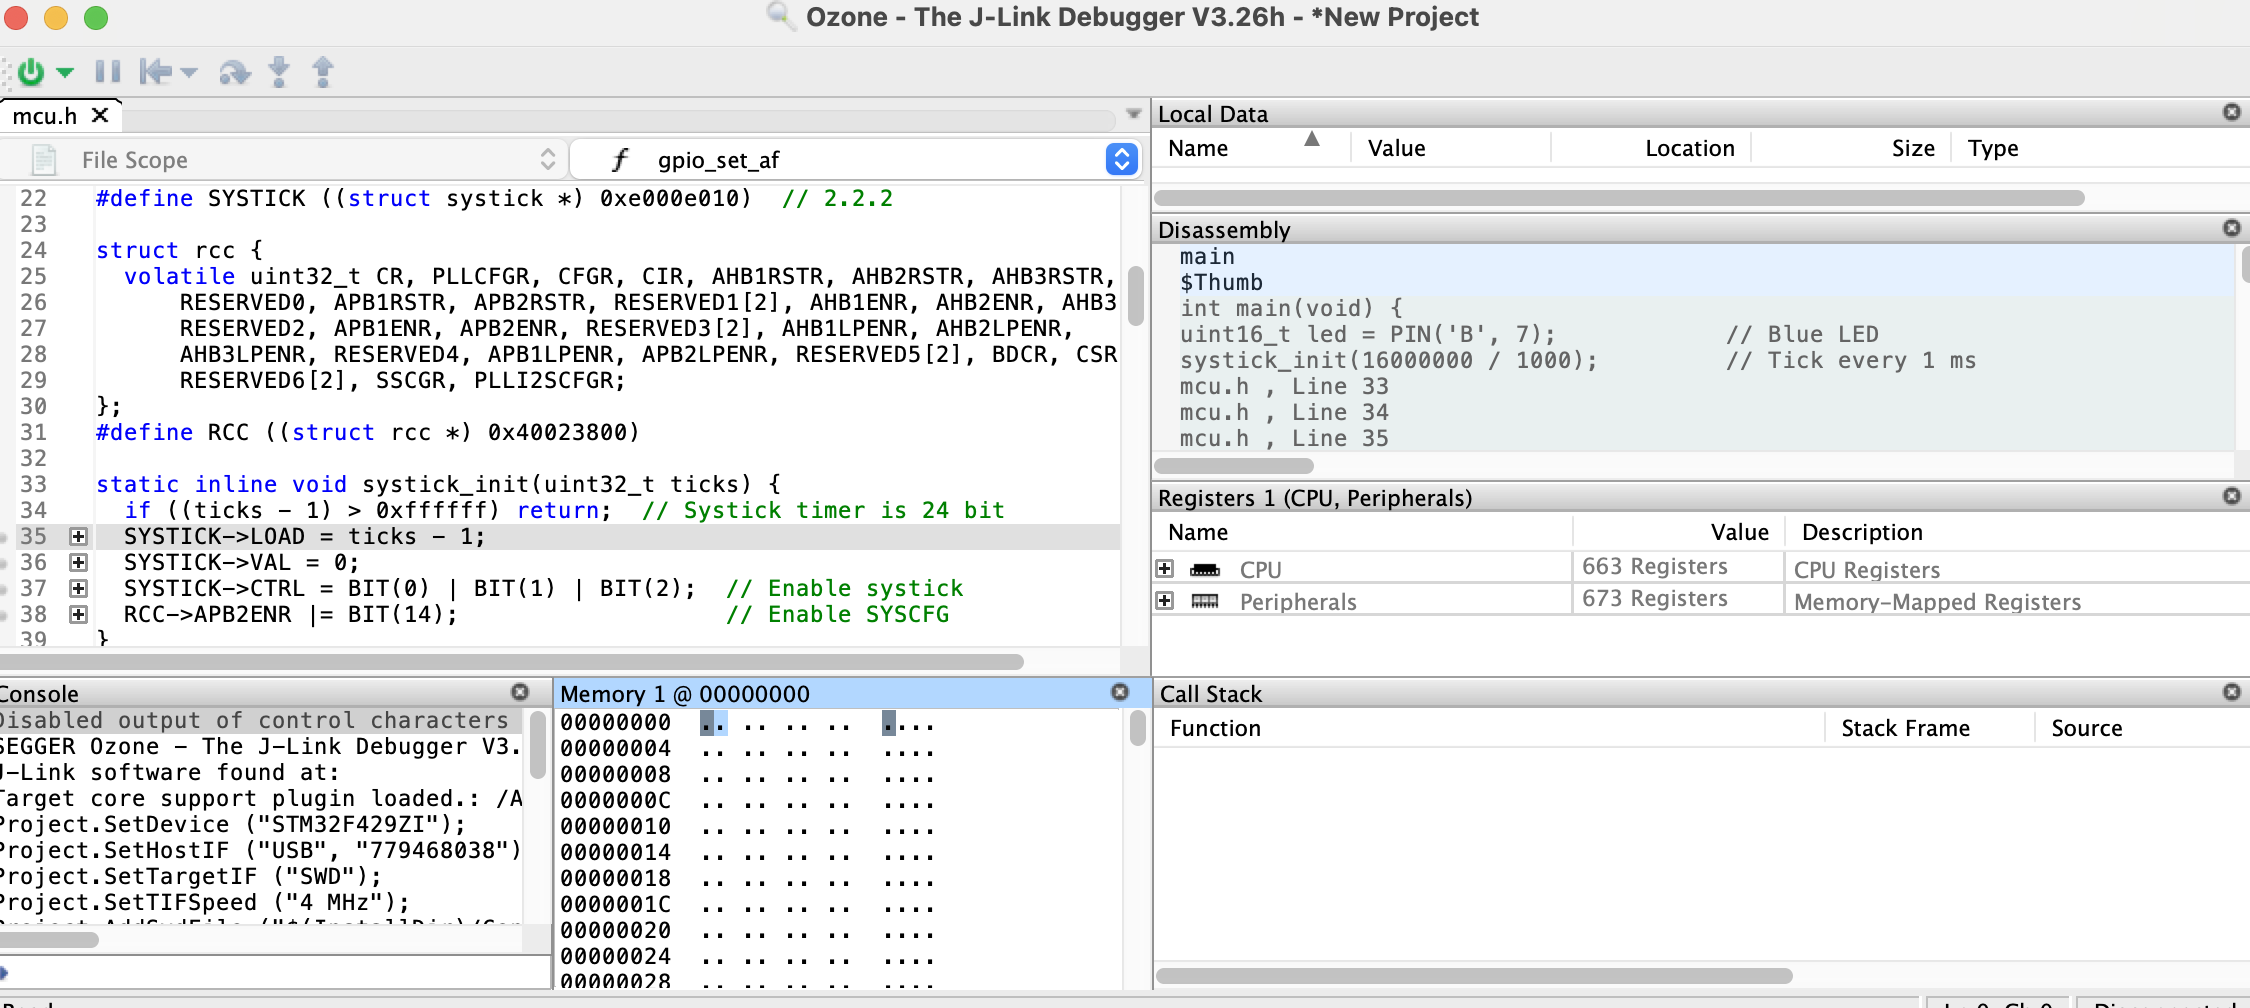 Ozone - The J-Link Debugger V3.26h - *New Project
mcu.h
File Scope
f gpio_set_af
22 #define SYSTICK ((struct systick *) 0xe000e010)  // 2.2.2
23
24 struct rcc {
25   volatile uint32_t CR, PLLCFGR, CFGR, CIR, AHB1RSTR, AHB2RSTR, AHB3RSTR,
26       RESERVED0, APB1RSTR, APB2RSTR, RESERVED1[2], AHB1ENR, AHB2ENR, AHB3
27       RESERVED2, APB1ENR, APB2ENR, RESERVED3[2], AHB1LPENR, AHB2LPENR,
28       AHB3LPENR, RESERVED4, APB1LPENR, APB2LPENR, RESERVED5[2], BDCR, CSR
29       RESERVED6[2], SSCGR, PLLI2SCFGR;
30 };
31 #define RCC ((struct rcc *) 0x40023800)
32
33 static inline void systick_init(uint32_t ticks) {
34   if ((ticks - 1) > 0xffffff) return;  // Systick timer is 24 bit
35   SYSTICK->LOAD = ticks - 1;
36   SYSTICK->VAL = 0;
37   SYSTICK->CTRL = BIT(0) | BIT(1) | BIT(2);  // Enable systick
38   RCC->APB2ENR |= BIT(14);                   // Enable SYSCFG
39 }
Local Data
Name Value Location Size Type
Disassembly
main
$Thumb
int main(void) {
uint16_t led = PIN('B', 7);            // Blue LED
systick_init(16000000 / 1000);         // Tick every 1 ms
mcu.h , Line 33
mcu.h , Line 34
mcu.h , Line 35
Registers 1 (CPU, Peripherals)
Name Value Description
CPU 663 Registers CPU Registers
Peripherals 673 Registers Memory-Mapped Registers
Console
Disabled output of control characters
SEGGER Ozone - The J-Link Debugger V3.
J-Link software found at:
Target core support plugin loaded.: /A
Project.SetDevice ("STM32F429ZI");
Project.SetHostIF ("USB", "779468038")
Project.SetTargetIF ("SWD");
Project.SetTIFSpeed ("4 MHz");
Memory 1 @ 00000000
00000000 .. .. .. .. ....
00000004 .. .. .. .. ....
00000008 .. .. .. .. ....
0000000C .. .. .. .. ....
00000010 .. .. .. .. ....
00000014 .. .. .. .. ....
00000018 .. .. .. .. ....
0000001C .. .. .. .. ....
00000020 .. .. .. .. ....
00000024 .. .. .. .. ....
00000028 .. .. .. .. ....
Call Stack
Function Stack Frame Source